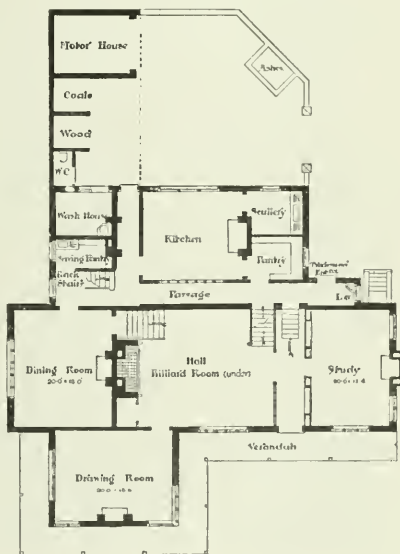 Motor House
Ashes
Coals
Wood
W.C.
Wash House
Scullery
Kitchen
Serving Pantry
Pantry
Back
Stairs
Passage
Lav
Hall
Billiard Room (under)
Dining Room
Study
Verandah
Drawing Room